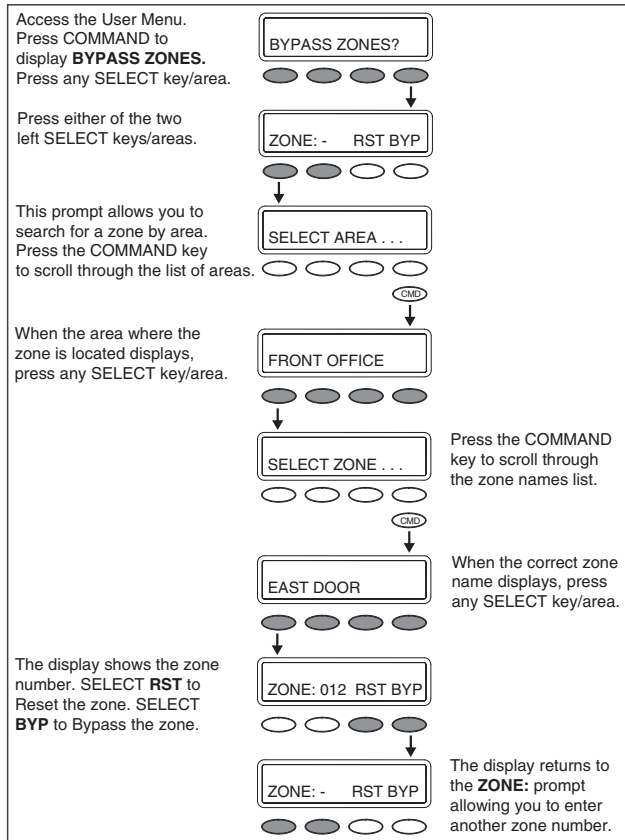 Access the User Menu.
Press COMMAND to
display BYPASS ZONES.
Press any SELECT key/area.
BYPASS ZONES?
Press either of the two
left SELECT keys/areas.
ZONE: - RST BYP
This prompt allows you to
search for a zone by area.
Press the COMMAND key
to scroll through the list of areas.
SELECT AREA . . .
CMD
When the area where the
zone is located displays,
press any SELECT key/area.
FRONT OFFICE
SELECT ZONE . . .
Press the COMMAND
key to scroll through
the zone names list.
CMD
EAST DOOR
When the correct zone
name displays, press
any SELECT key/area.
The display shows the zone
number. SELECT RST to
Reset the zone. SELECT
BYP to Bypass the zone.
ZONE: 012 RST BYP
ZONE: - RST BYP
The display returns to
the ZONE: prompt
allowing you to enter
another zone number.